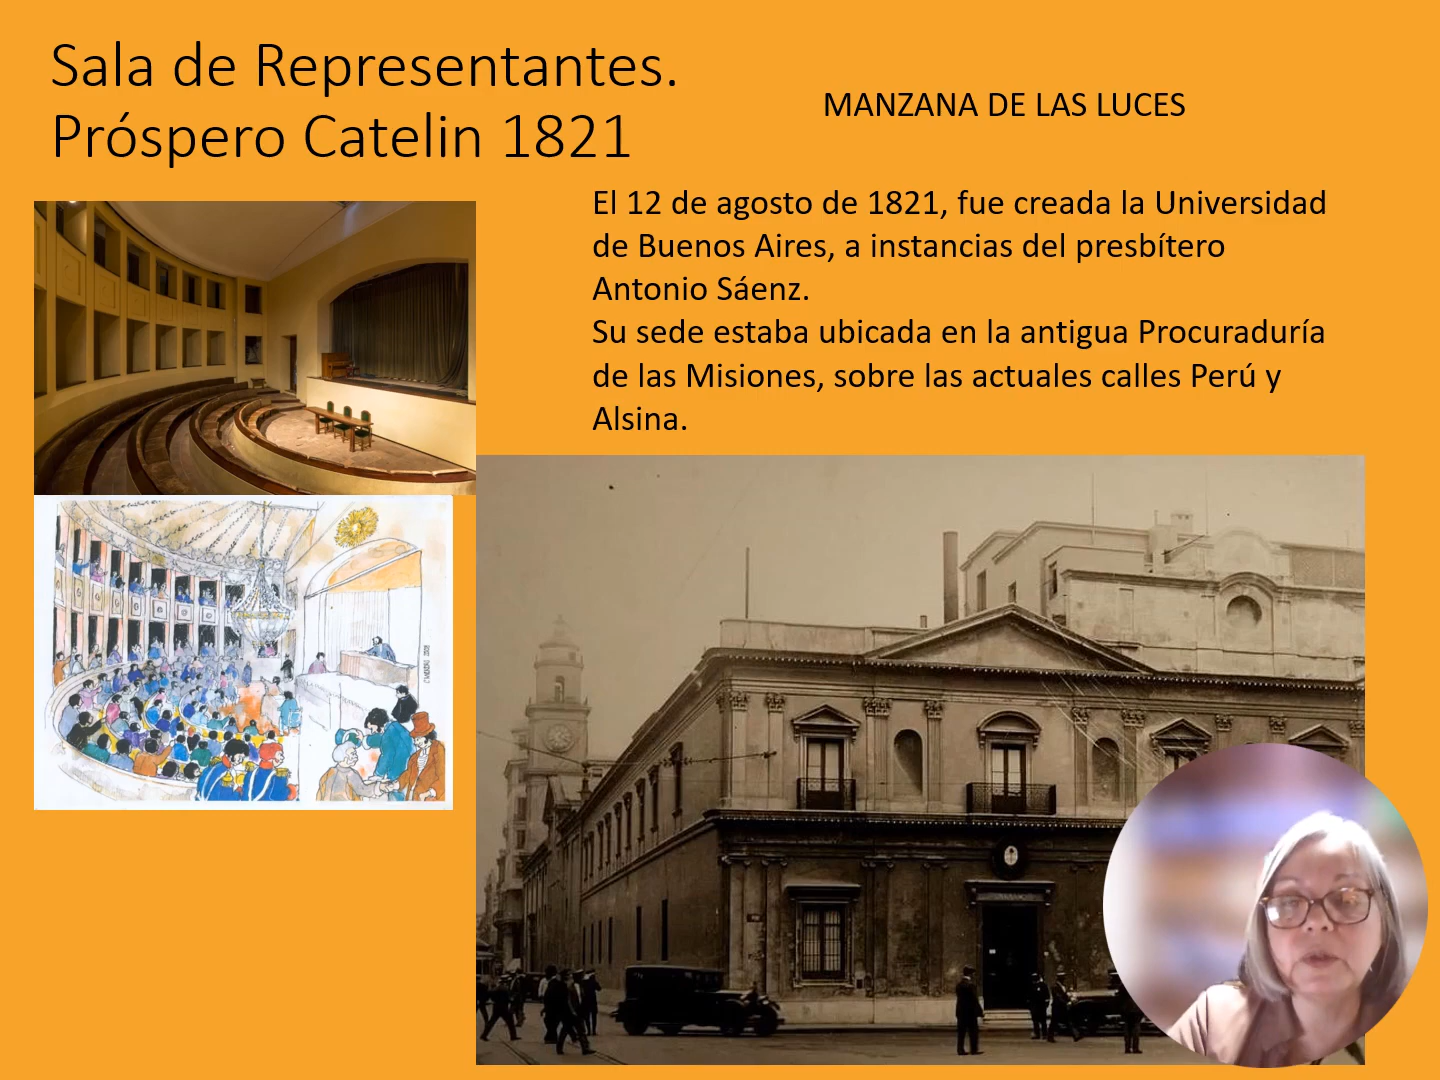 Sala de Representantes.
Próspero Catelin 1821
MANZANA DE LAS LUCES
El 12 de agosto de 1821, fue creada la Universidad
de Buenos Aires, a instancias del presbítero
Antonio Sáenz.
Su sede estaba ubicada en la antigua Procuraduría
de las Misiones, sobre las actuales calles Perú y
Alsina.